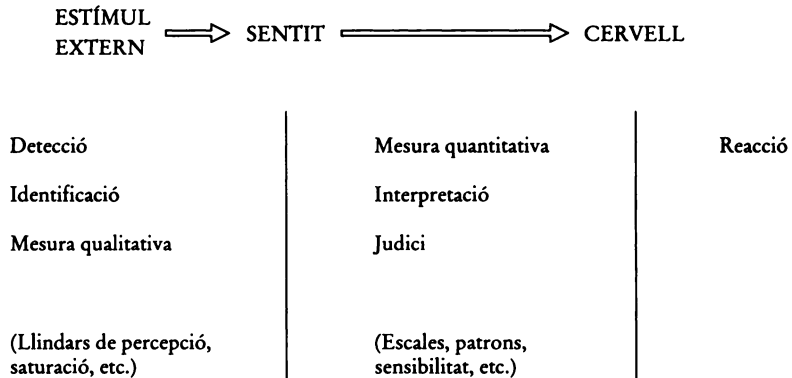 ESTÍMUL
EXTERN
SENTIT
CERVELL
Detecció
Mesura quantitativa
Reacció
Identificació
Interpretació
Mesura qualitativa
Judici
(Llindars de percepció,
saturació, etc.)
(Escales, patrons,
sensibilitat, etc.)